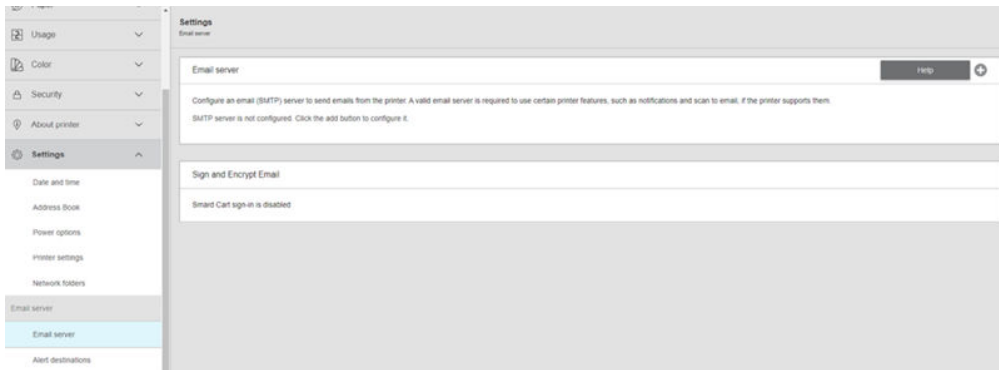 Usage
Color
Security
About printer
Settings
Date and time
Address Book
Power options
Printer settings
Network folders
Email server
Email server
Alert destinations
Settings
Email server
Email server
Help
Configure an email (SMTP) server to send emails from the printer. A valid email server is required to use certain printer features, such as notifications and scan to email, if the printer supports them.
SMTP server is not configured. Click the add button to configure it.
Sign and Encrypt Email
Smard Cart sign-in is disabled